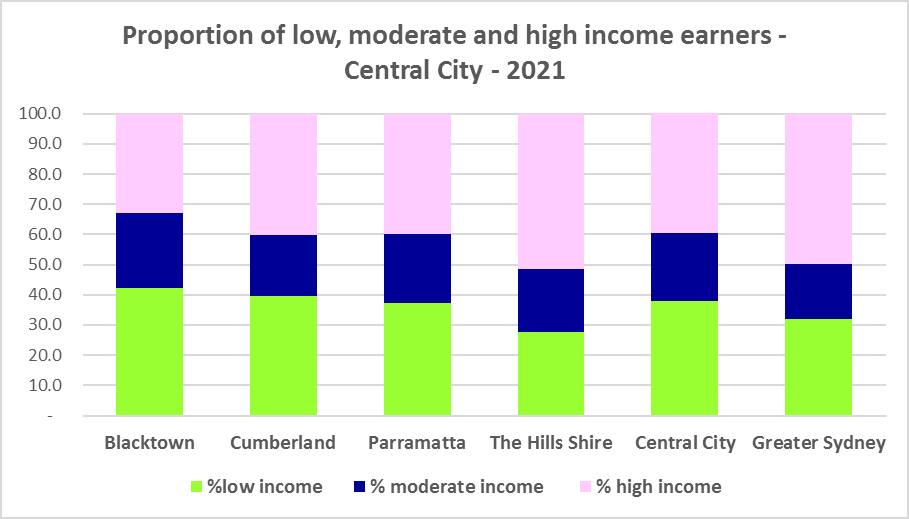 Proportion of low, moderate and high income earners -
Central City - 2021
100.0
90.0
80.0
70.0
60.0
50.0
40.0
30.0
20.0
10.0
-
Blacktown Cumberland Parramatta The Hills Shire Central City Greater Sydney
%low income % moderate income % high income